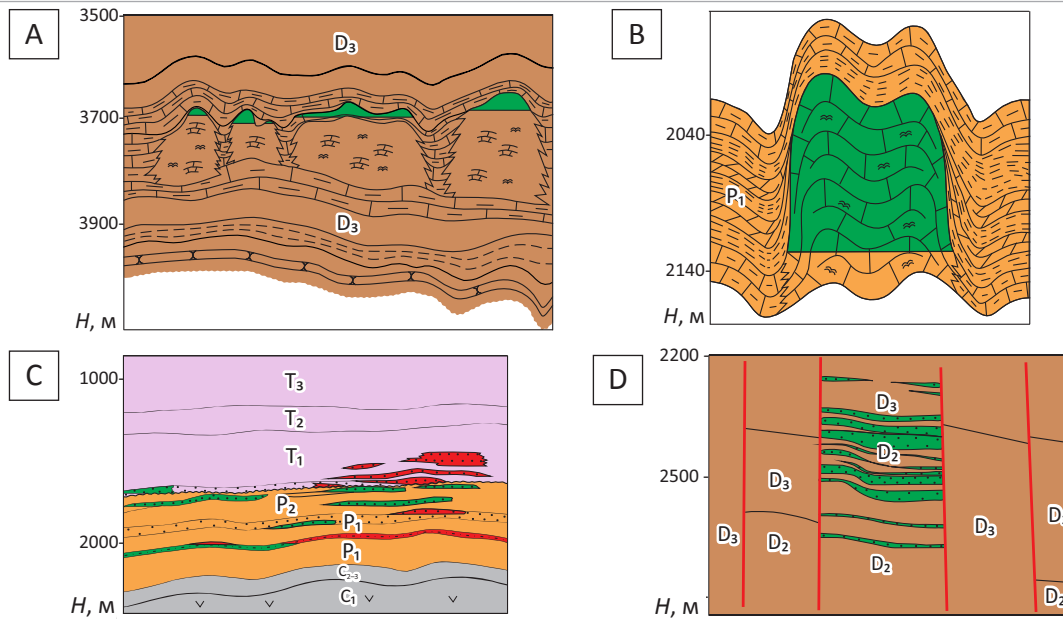 A
3500
D₃
3700
3900
D₃
H, м
B
2040
P₁
2140
H, м
C
1000
T₃
T₂
T₁
P₂
P₁
2000
P₁
C₂₋₃
C₁
H, м
D
2200
D₃
D₂
2500
D₃
D₃
D₃
D₂
D₂
D₂
H, м